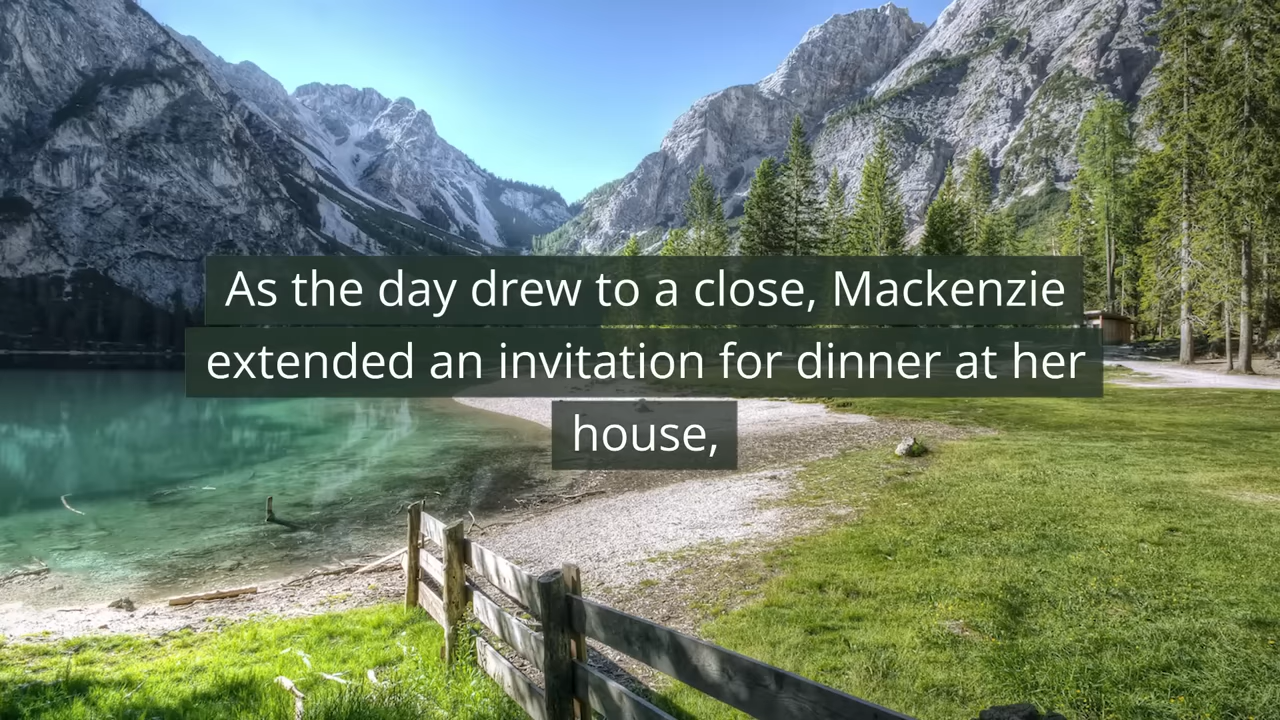 As the day drew to a close, Mackenzie
extended an invitation for dinner at her
house,